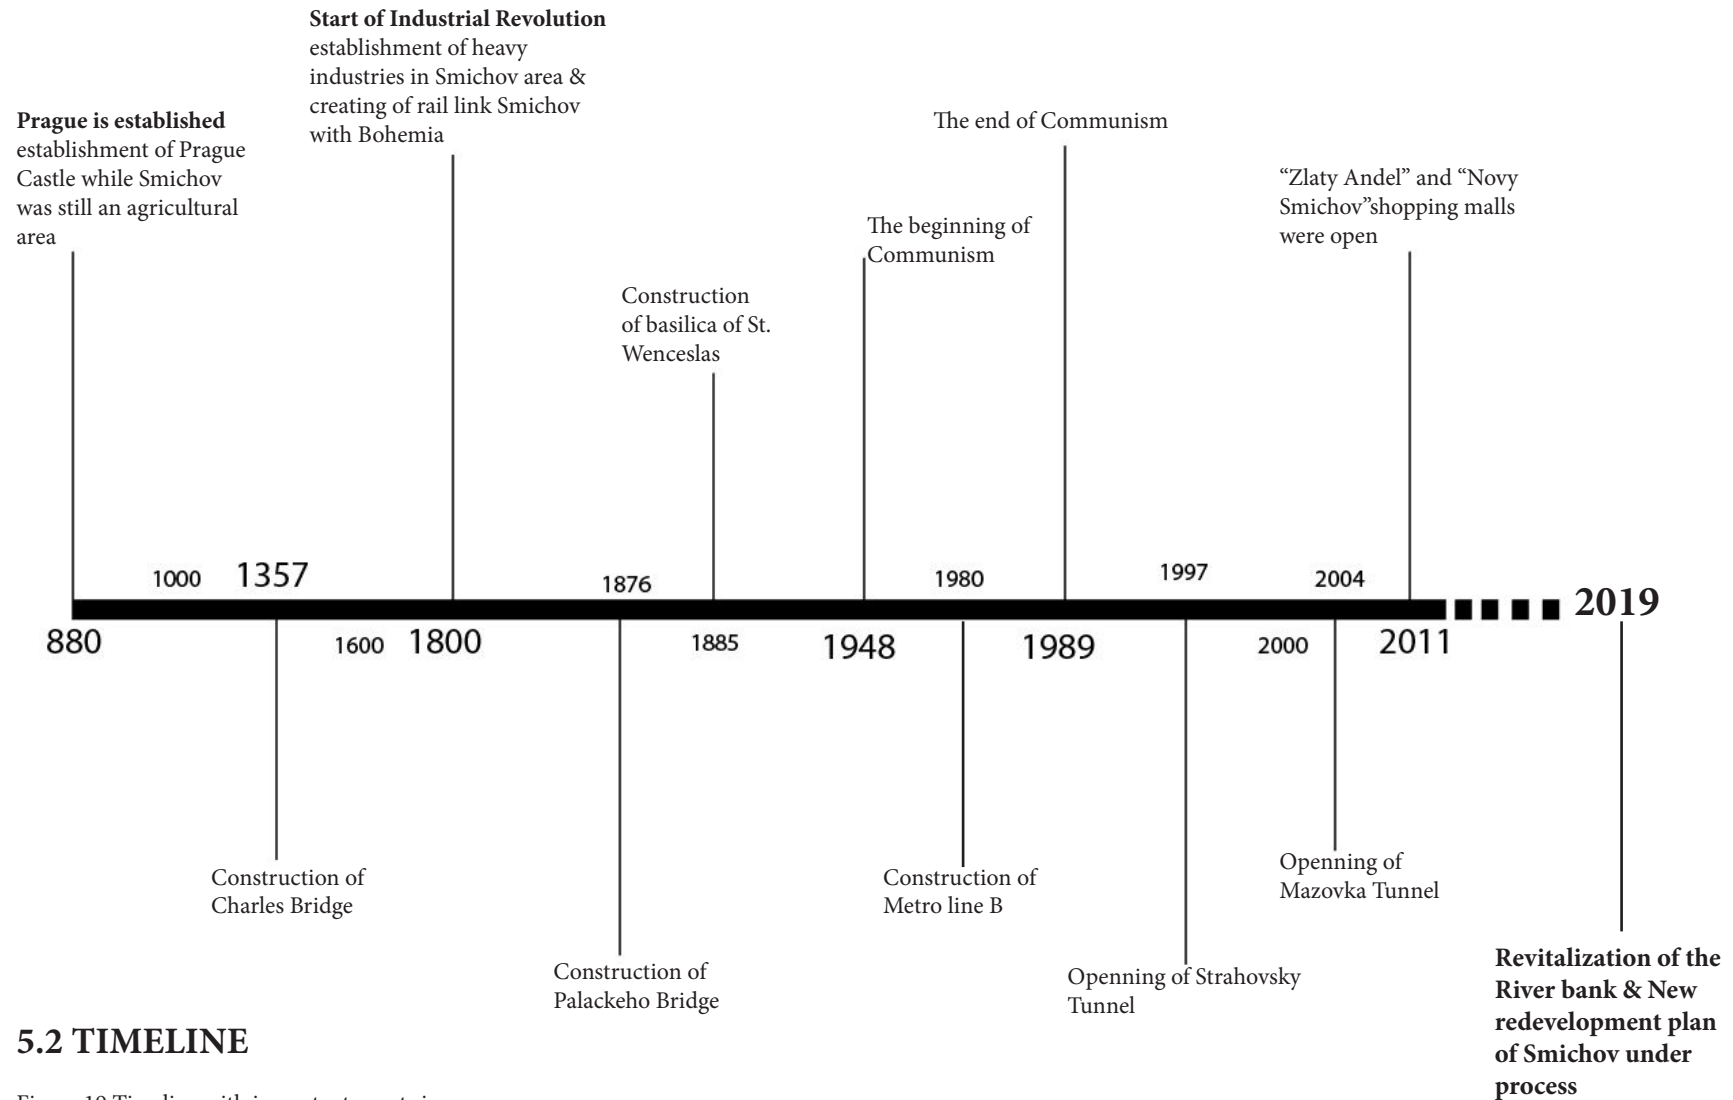 Start of Industrial Revolution
establishment of heavy
industries in Smichov area &
creating of rail link Smichov
with Bohemia
Prague is established
establishment of Prague
Castle while Smichov
was still an agricultural
area
The end of Communism
“Zlaty Andel” and “Novy
Smichov”shopping malls
were open
The beginning of
Communism
Construction
of basilica of St.
Wenceslas
1000
1357
1876
1980
1997
2004
2019
880
1600
1800
1885
1948
1989
2000
2011
Construction of
Charles Bridge
Construction of
Palackeho Bridge
Construction of
Metro line B
Openning of Strahovsky
Tunnel
Openning of
Mazovka Tunnel
Revitalization of the
River bank & New
redevelopment plan
of Smichov under
process
5.2 TIMELINE